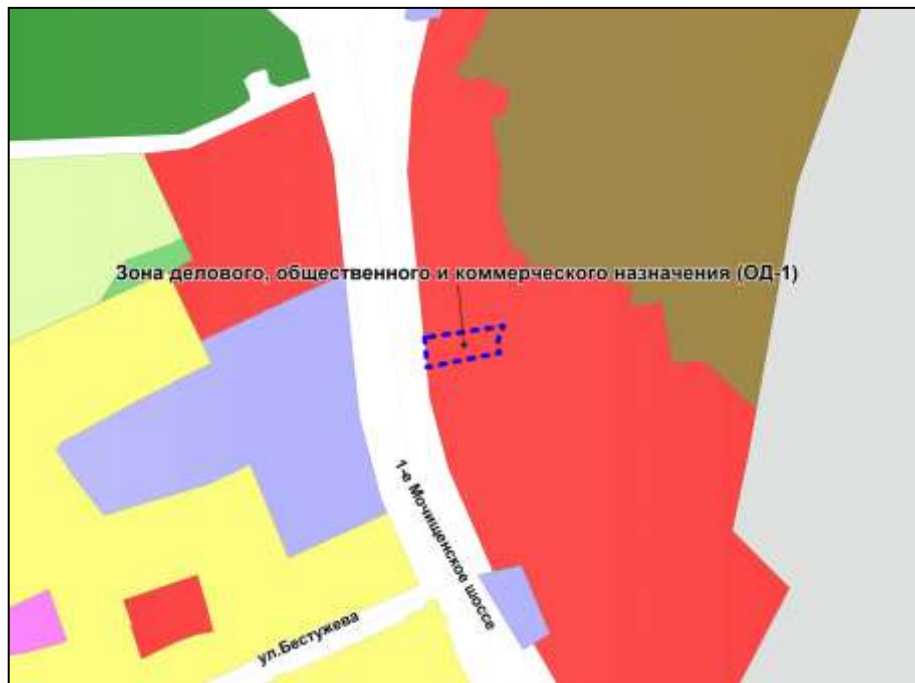 Зона делового, общественного и коммерческого назначения (ОД-1)
1-е Мочищенское шоссе
ул.Бестужева